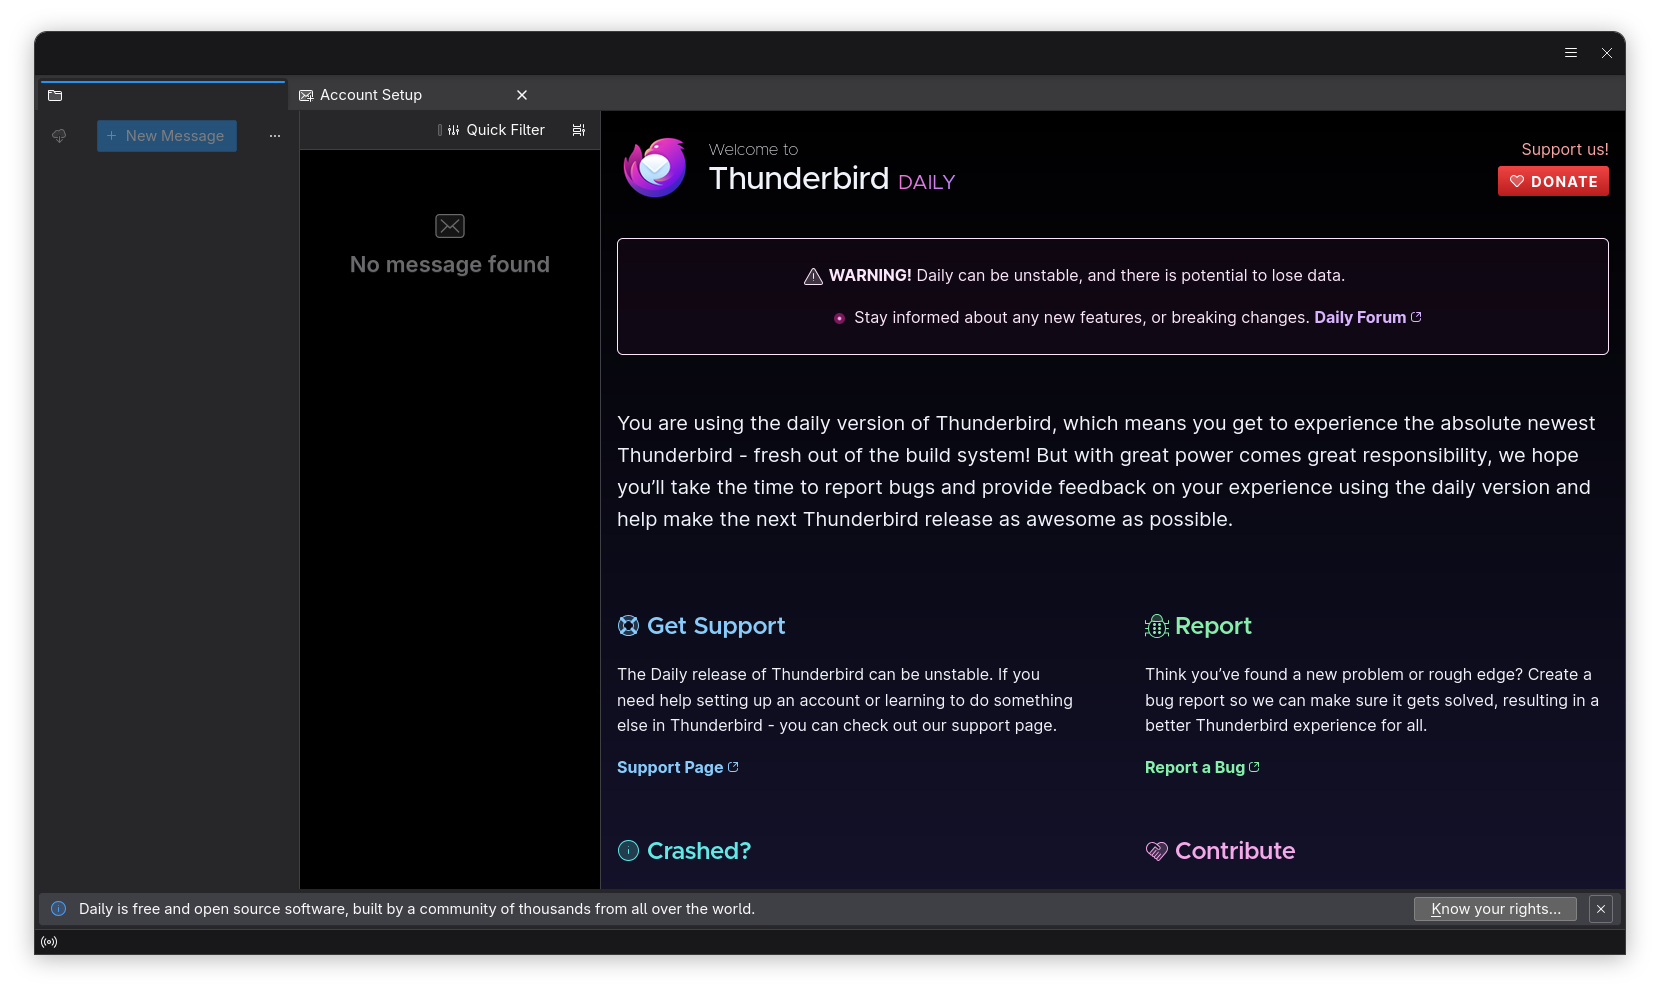 Account Setup
+ New Message
Quick Filter
No message found
Welcome to
Thunderbird DAILY
Support us!
DONATE
WARNING! Daily can be unstable, and there is potential to lose data.
Stay informed about any new features, or breaking changes. Daily Forum
You are using the daily version of Thunderbird, which means you get to experience the absolute newest
Thunderbird - fresh out of the build system! But with great power comes great responsibility, we hope
you’ll take the time to report bugs and provide feedback on your experience using the daily version and
help make the next Thunderbird release as awesome as possible.
Get Support
The Daily release of Thunderbird can be unstable. If you
need help setting up an account or learning to do something
else in Thunderbird - you can check out our support page.
Support Page
Report
Think you’ve found a new problem or rough edge? Create a
bug report so we can make sure it gets solved, resulting in a
better Thunderbird experience for all.
Report a Bug
Crashed?
Contribute
Daily is free and open source software, built by a community of thousands from all over the world.
Know your rights...